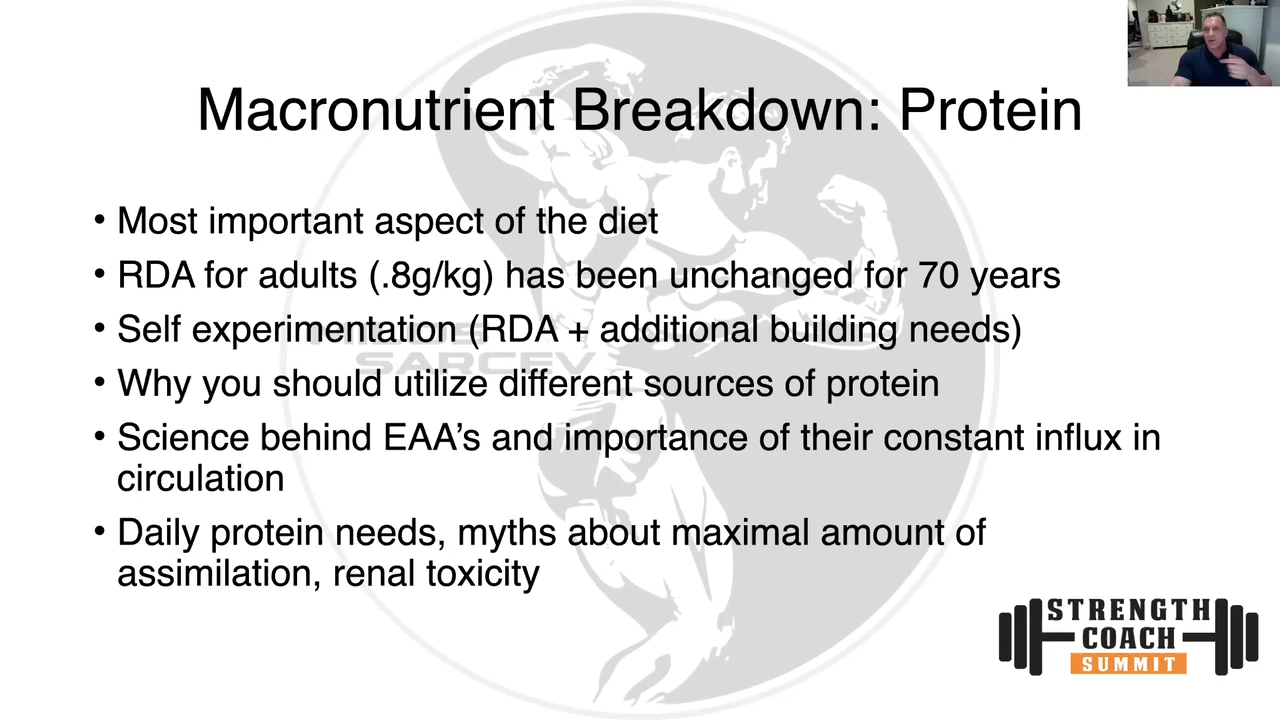 Macronutrient Breakdown: Protein
• Most important aspect of the diet
• RDA for adults (.8g/kg) has been unchanged for 70 years
• Self experimentation (RDA + additional building needs)
• Why you should utilize different sources of protein
• Science behind EAA’s and importance of their constant influx in
circulation
• Daily protein needs, myths about maximal amount of
assimilation, renal toxicity
SARCEV
STRENGTH
COACH
SUMMIT